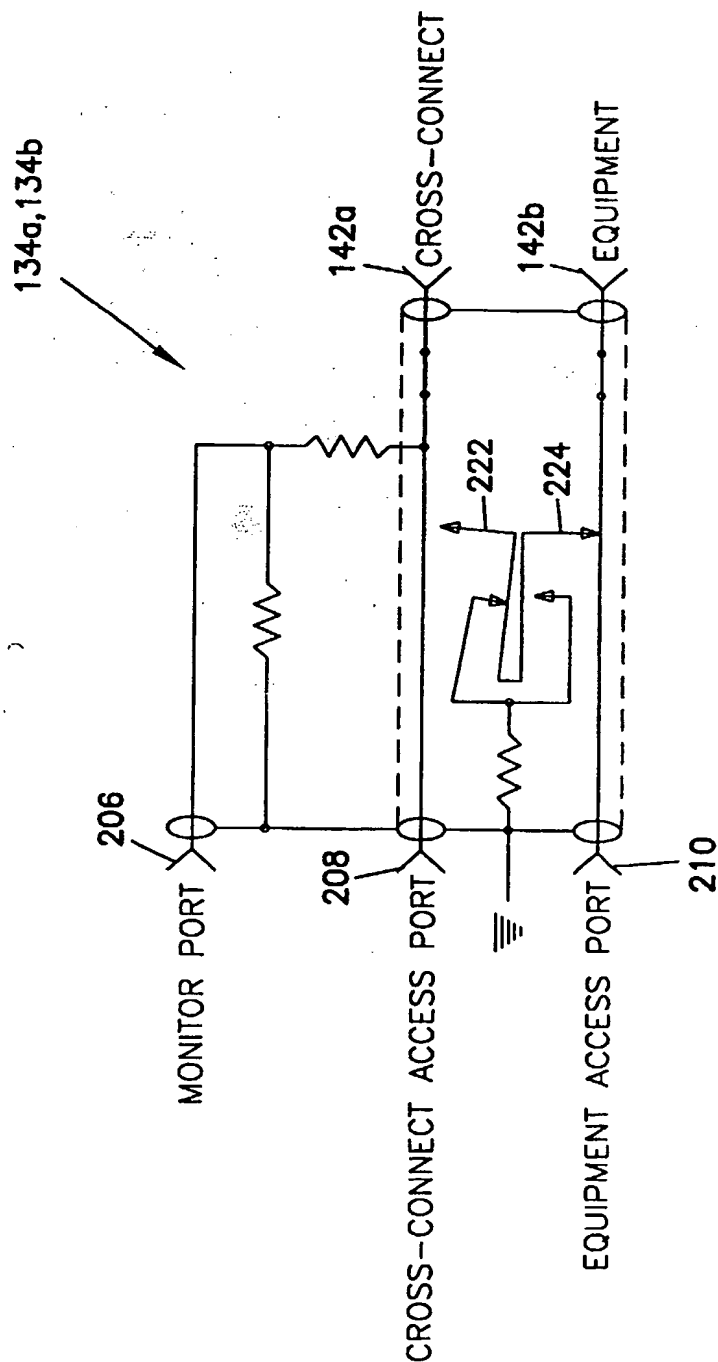 134a,134b
206
MONITOR PORT
142a
CROSS-CONNECT
208
CROSS-CONNECT ACCESS PORT
222
224
142b
EQUIPMENT
210
EQUIPMENT ACCESS PORT